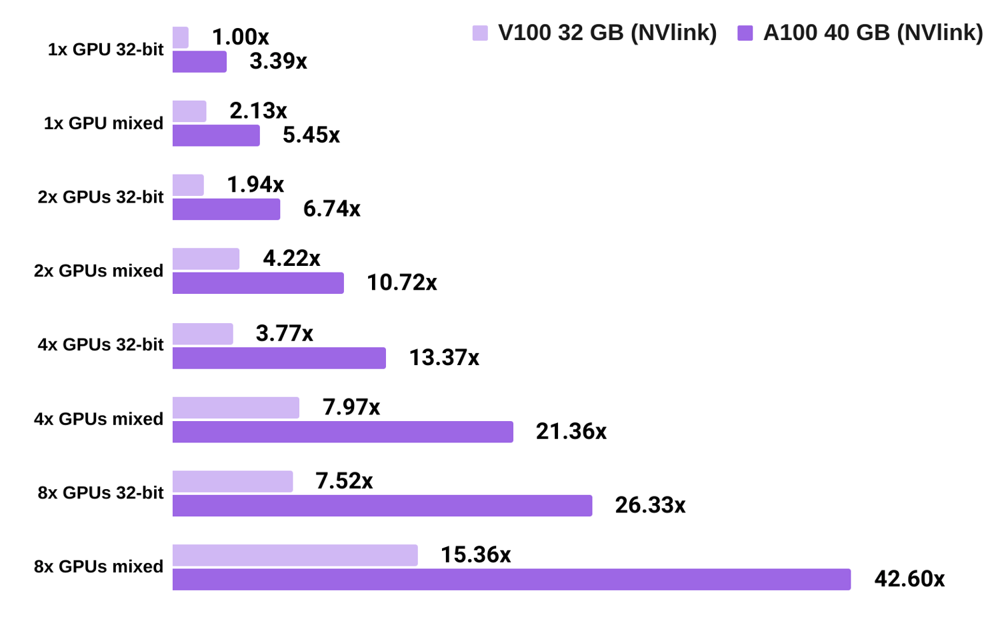 V100 32 GB (NVlink) A100 40 GB (NVlink)
1x GPU 32-bit
1.00x
3.39x
1x GPU mixed
2.13x
5.45x
2x GPUs 32-bit
1.94x
6.74x
2x GPUs mixed
4.22x
10.72x
4x GPUs 32-bit
3.77x
13.37x
4x GPUs mixed
7.97x
21.36x
8x GPUs 32-bit
7.52x
26.33x
8x GPUs mixed
15.36x
42.60x